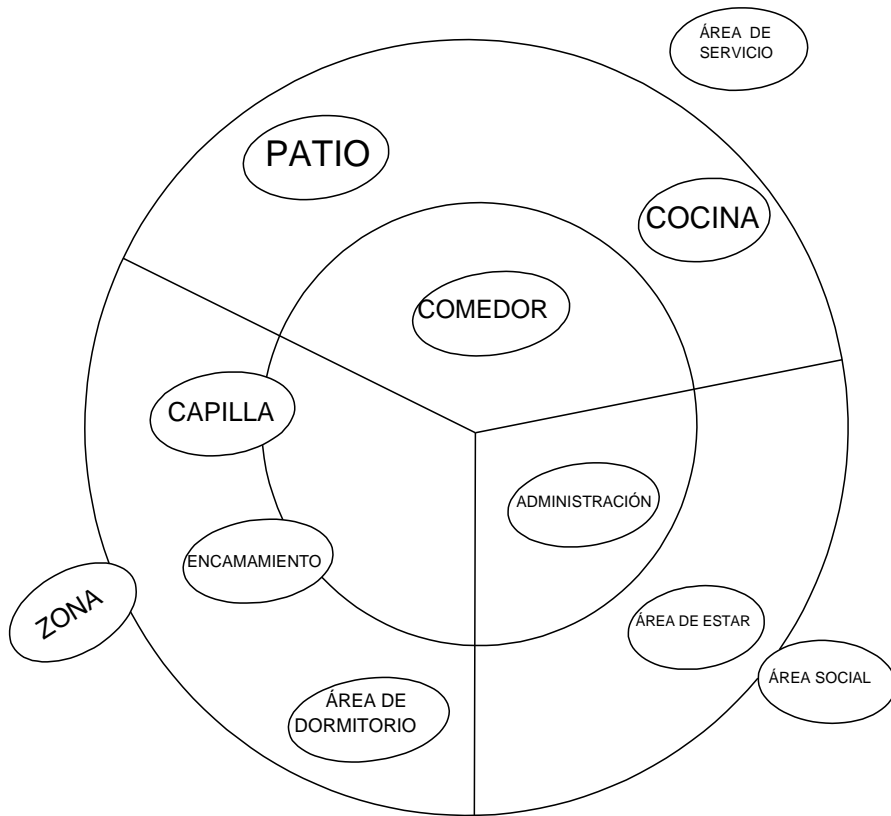 ÁREA DE
SERVICIO
PATIO
COCINA
COMEDOR
CAPILLA
ADMINISTRACIÓN
ENCAMAMIENTO
ZONA
ÁREA DE ESTAR
ÁREA SOCIAL
ÁREA DE
DORMITORIO